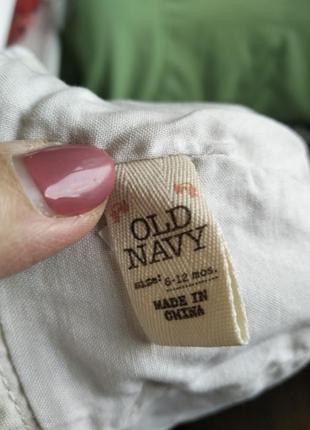 OLD
NAVY
size: 6-12 mos.
MADE IN
CHINA